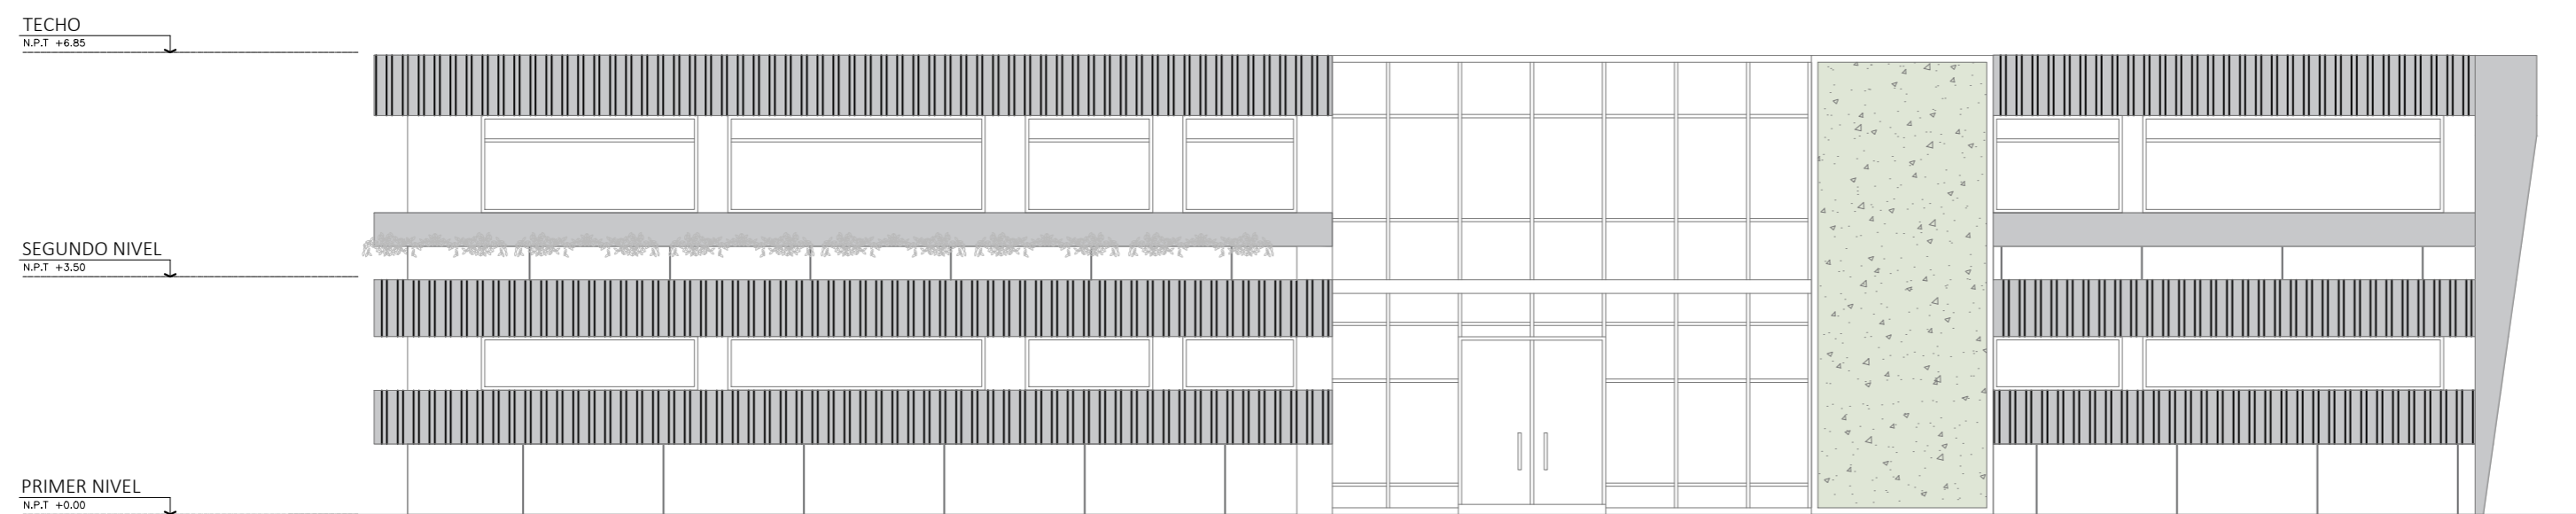 TECHO
N.P.T +6.85
SEGUNDO NIVEL
N.P.T +3.50
PRIMER NIVEL
N.P.T +0.00